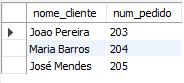 nome_cliente num_pedido
Joao Pereira 203
Maria Barros 204
José Mendes 205